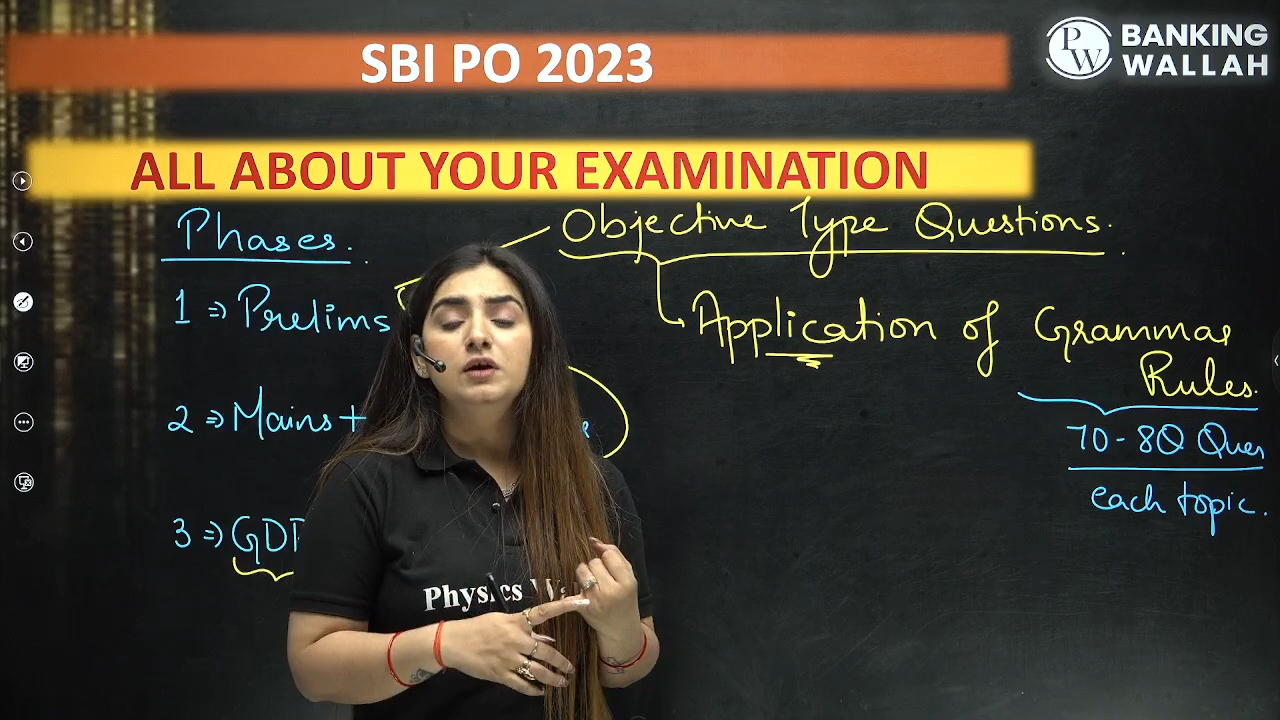 SBI PO 2023
PW BANKING
WALLAH
ALL ABOUT YOUR EXAMINATION
Phases.
Objective Type Questions.
1 ⇒ Prelims
Application of Grammar
Rules.
2 ⇒ Mains +
70-80 Ques
each topic.
3 ⇒ GD
Physics